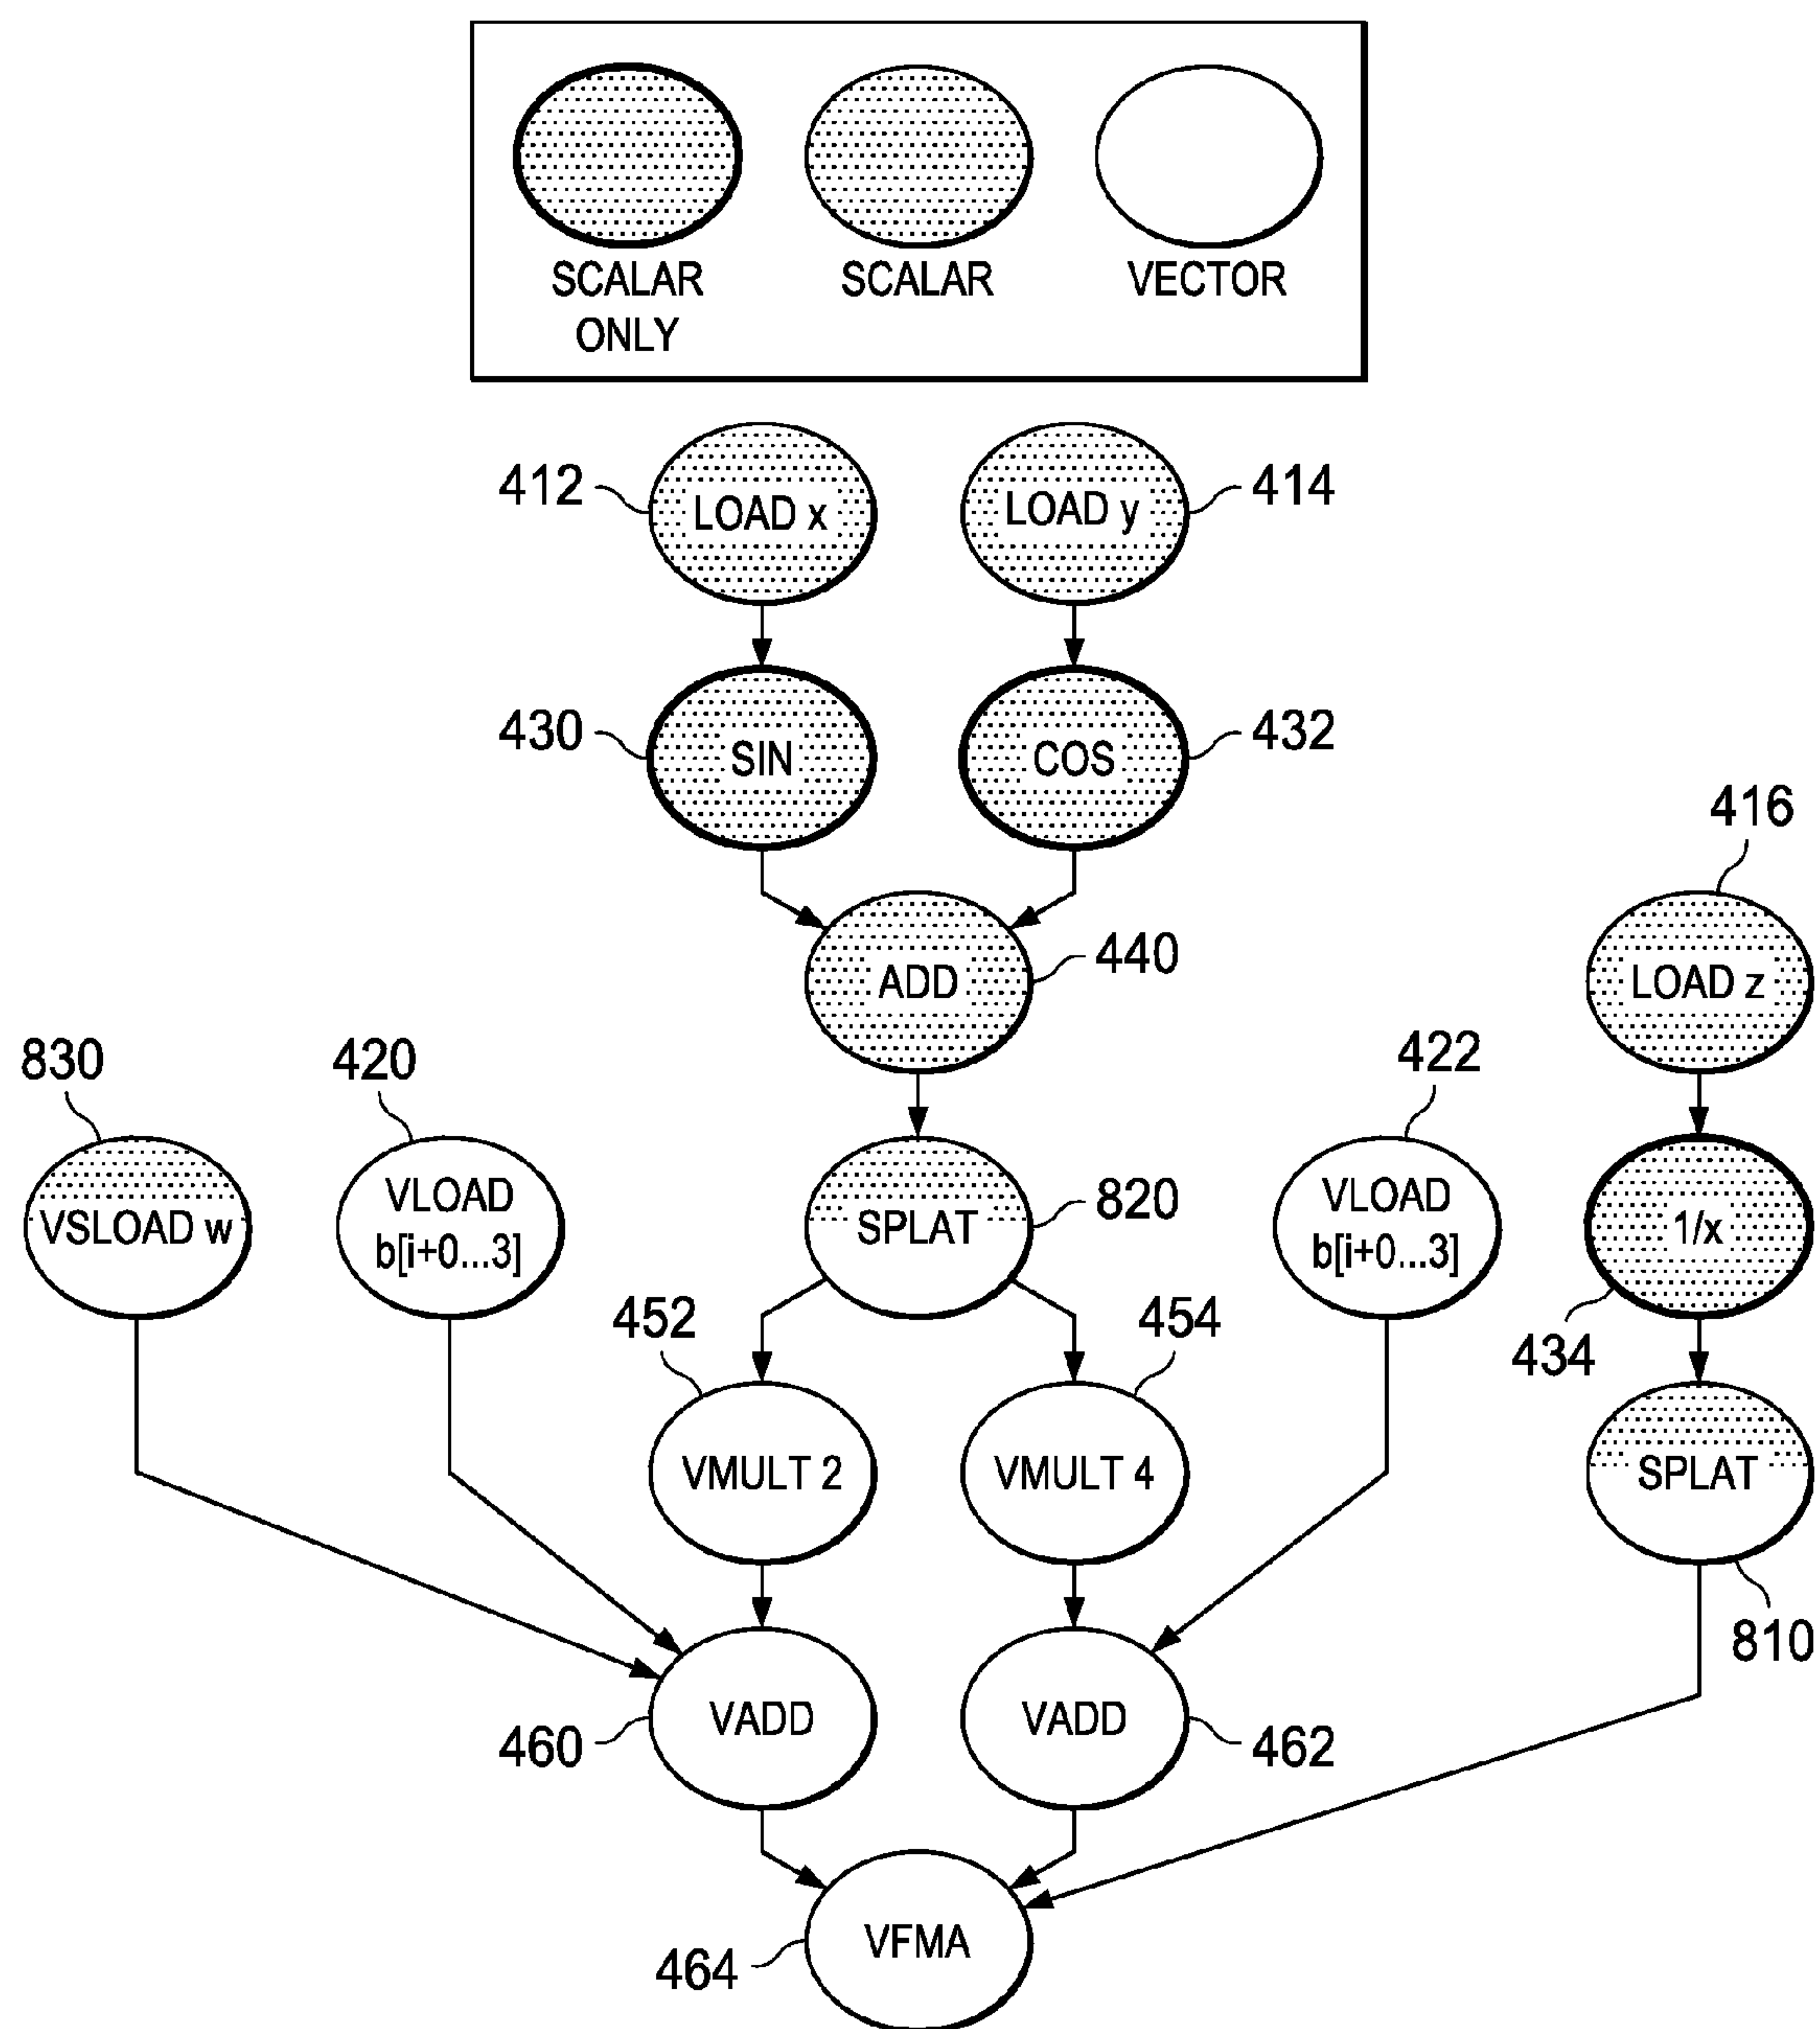 SCALAR ONLY
SCALAR
VECTOR
412
LOAD x
LOAD y
414
430
SIN
COS
432
416
ADD
440
LOAD z
830
420
422
VSLOAD w
VLOAD
b[i+0...3]
SPLAT
820
VLOAD
b[i+0...3]
1/x
434
452
454
VMULT 2
VMULT 4
SPLAT
810
460
VADD
VADD
462
464
VFMA